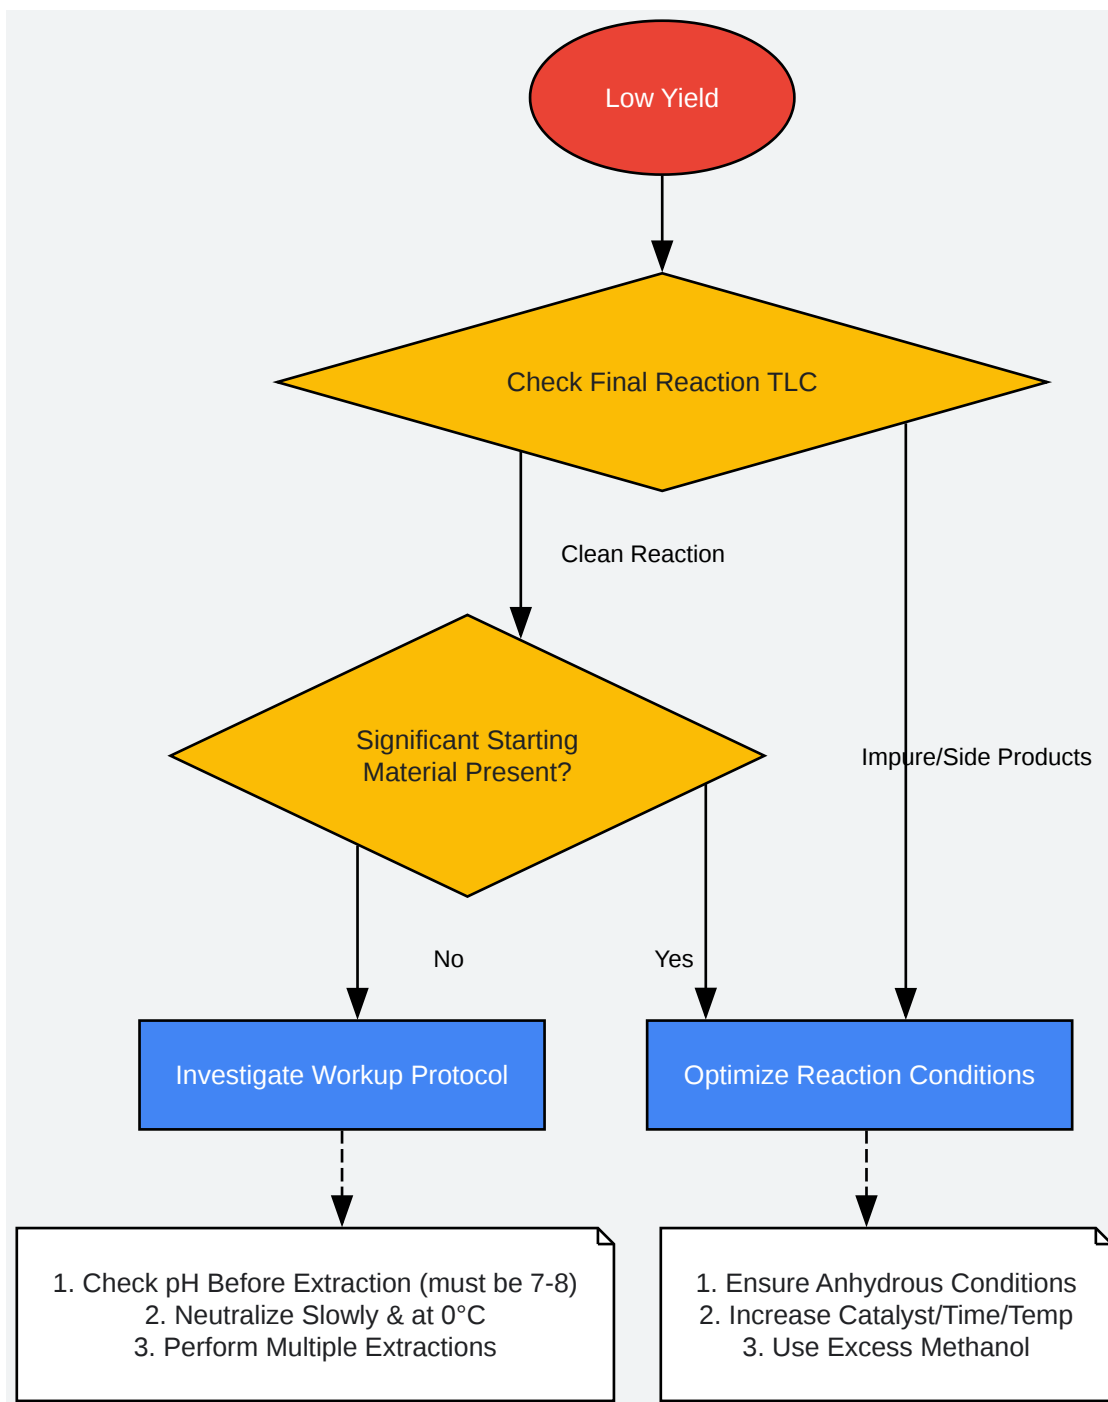 Low Yield
Check Final Reaction TLC
Clean Reaction
Significant Starting
Material Present?
Impure/Side Products
No
Yes
Investigate Workup Protocol
Optimize Reaction Conditions
1. Check pH Before Extraction (must be 7-8)
2. Neutralize Slowly & at 0°C
3. Perform Multiple Extractions
1. Ensure Anhydrous Conditions
2. Increase Catalyst/Time/Temp
3. Use Excess Methanol